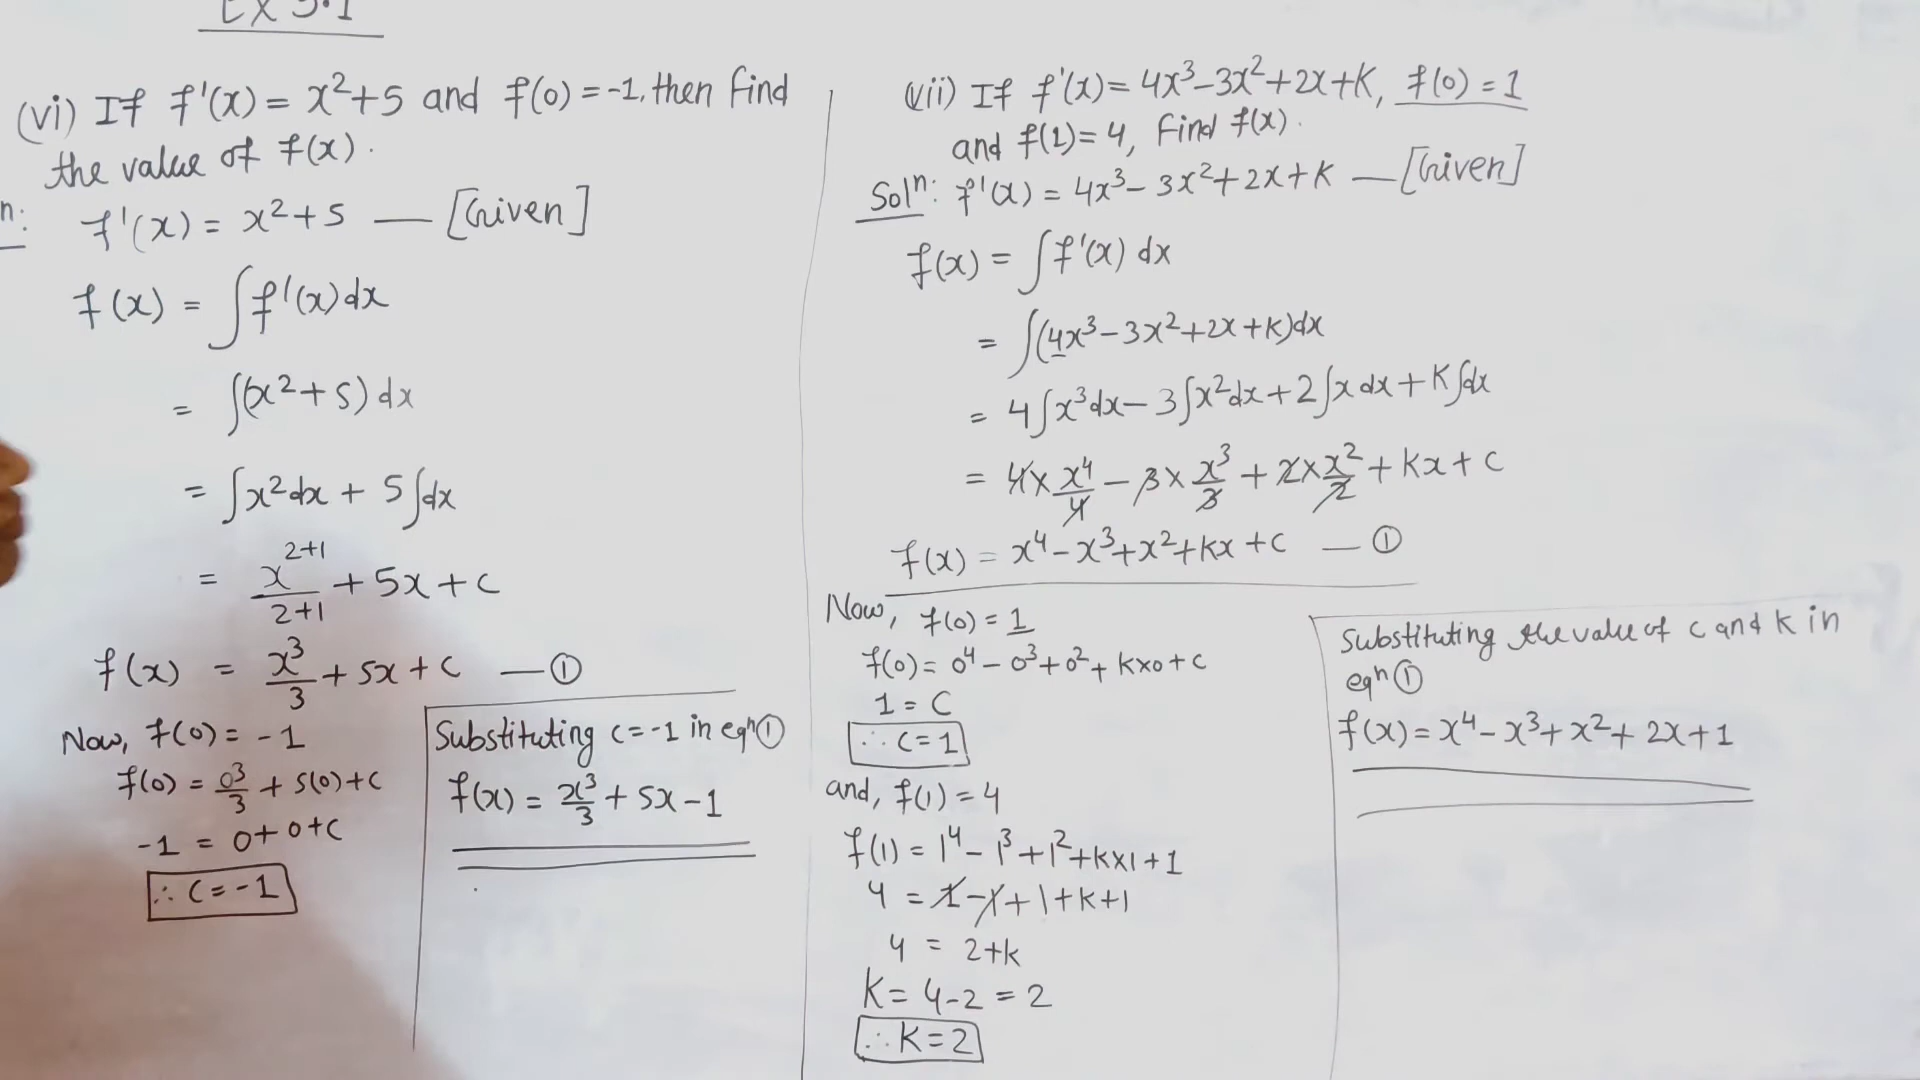 Ex 5.1
(vi) If f'(x) = x²+5 and f(0) = -1, then find
the value of f(x).
n: f'(x) = x²+5 — [Given]
f(x) = ∫f'(x)dx
= ∫(x²+5)dx
= ∫x²dx + 5∫dx
= x²⁺¹/2+1 + 5x + c
f(x) = x³/3 + 5x + c — ①
Now, f(0) = -1
f(0) = 0³/3 + 5(0) + c
-1 = 0+0+c
∴ c = -1
Substituting c = -1 in eqⁿ①
f(x) = x³/3 + 5x - 1
(vii) If f'(x) = 4x³-3x²+2x+k, f(0) = 1
and f(1) = 4, Find f(x).
Solⁿ: f'(x) = 4x³-3x²+2x+k — [Given]
f(x) = ∫f'(x) dx
= ∫(4x³-3x²+2x+k)dx
= 4∫x³dx - 3∫x²dx + 2∫x dx + k∫dx
= 4× x⁴/4 - 3× x³/3 + 2× x²/2 + kx + c
f(x) = x⁴-x³+x²+kx+c — ①
Now, f(0) = 1
f(0) = 0⁴-0³+0²+k×0+c
1 = c
∴ c = 1
and, f(1) = 4
f(1) = 1⁴-1³+1²+k×1+1
4 = 1-1+1+k+1
4 = 2+k
k = 4-2 = 2
∴ k = 2
Substituting the value of c and k in
eqⁿ ①
f(x) = x⁴-x³+x²+2x+1